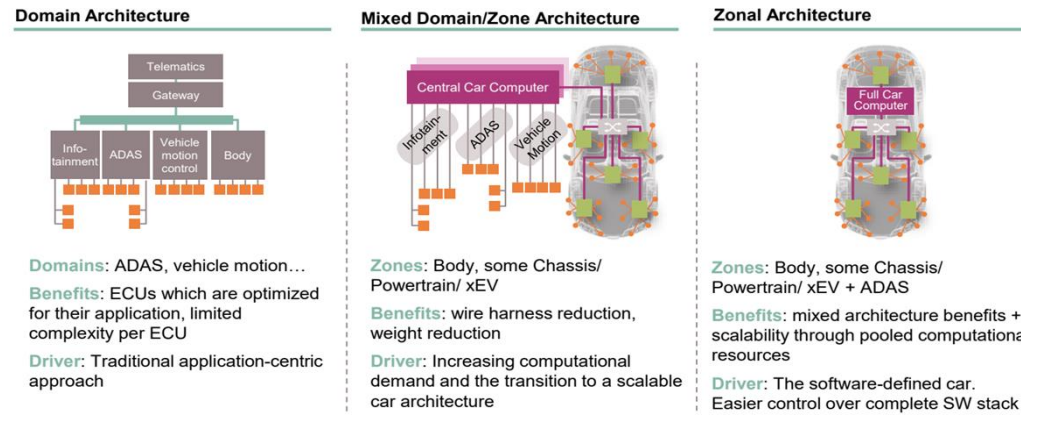 Domain Architecture
Telematics
Gateway
Info-
tainment
ADAS
Vehicle
motion
control
Body
Domains: ADAS, vehicle motion…
Benefits: ECUs which are optimized
for their application, limited
complexity per ECU
Driver: Traditional application-centric
approach
Mixed Domain/Zone Architecture
Central Car Computer
Infotain-
ment
ADAS
Vehicle
Motion
Zones: Body, some Chassis/
Powertrain/ xEV
Benefits: wire harness reduction,
weight reduction
Driver: Increasing computational
demand and the transition to a scalable
car architecture
Zonal Architecture
Full Car
Computer
Zones: Body, some Chassis/
Powertrain/ xEV + ADAS
Benefits: mixed architecture benefits +
scalability through pooled computationa
resources
Driver: The software-defined car.
Easier control over complete SW stack